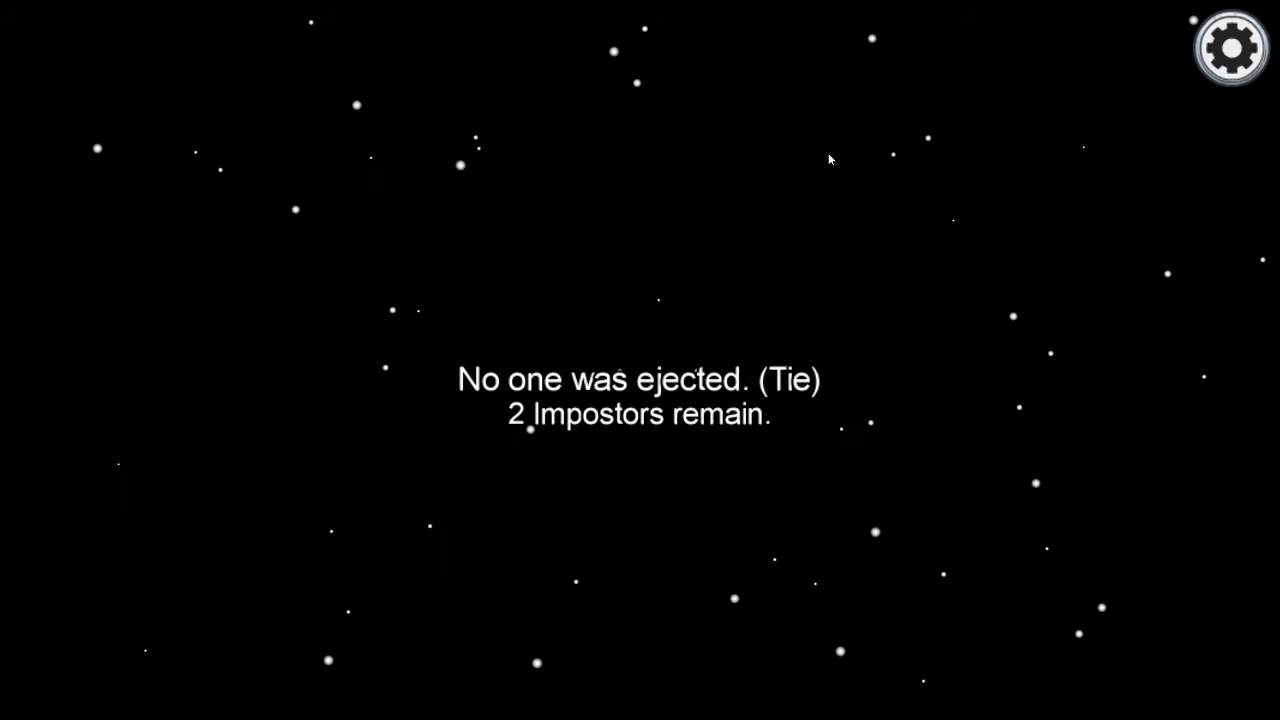 No one was ejected. (Tie)
2 Impostors remain.